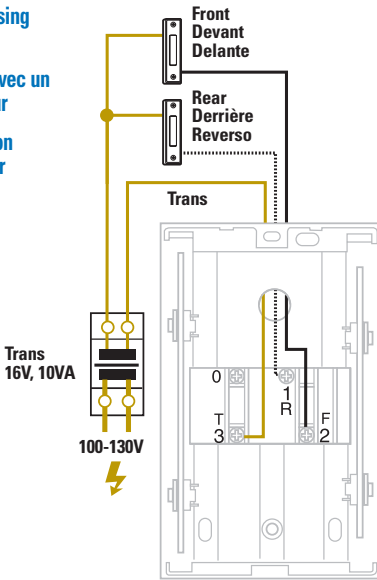 sing
vec un
ur
on
r
Front
Devant
Delante
Rear
Derrière
Reverso
Trans
Trans
16V, 10VA
100-130V
0
1
R
T
3
F
2